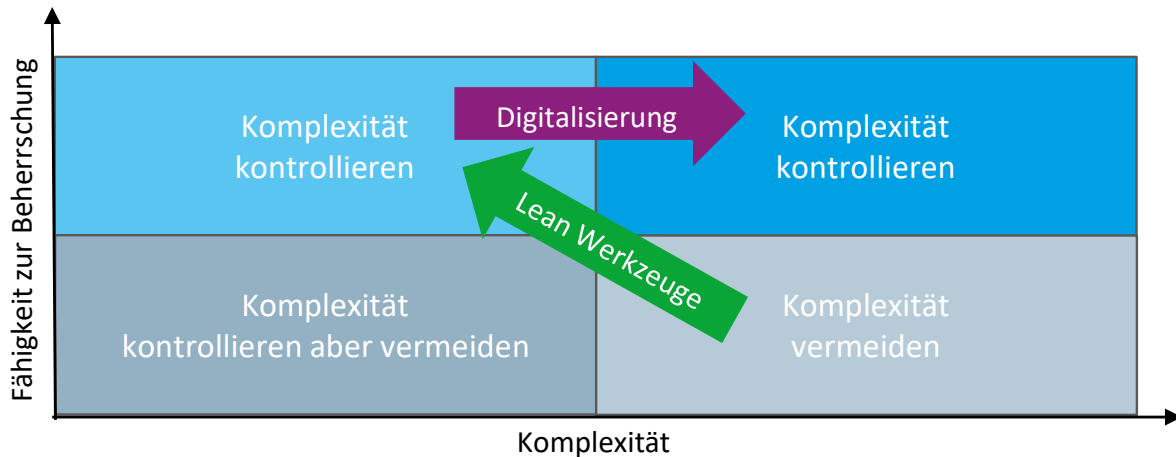 Fähigkeit zur Beherrschung
Komplexität
kontrollieren
Digitalisierung
Komplexität
kontrollieren
Lean Werkzeuge
Komplexität
kontrollieren aber vermeiden
Komplexität
vermeiden
Komplexität